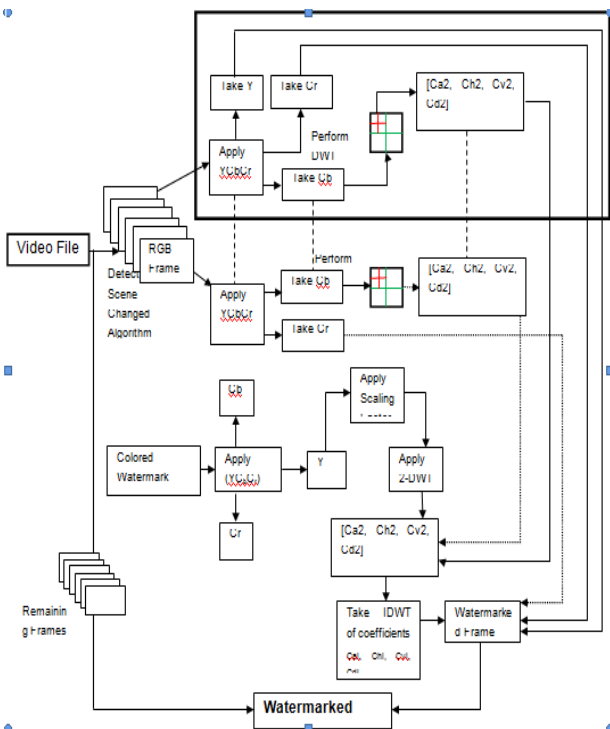 Take Y
Take Cr
[Ca2, Ch2, Cv2,
Cd2]
Perform
DWT
Apply
YCbCr
Take Cb
Video File
RGB
Frame
Detect
Scene
Changed
Algorithm
Perform
Apply
YCbCr
Take Cb
[Ca2, Ch2, Cv2,
Cd2]
Take Cr
Cb
Apply
Scaling
Colored
Watermark
Apply
(YCbCr)
Y
Apply
2-DWT
Cr
[Ca2, Ch2, Cv2,
Cd2]
Remainin
g Frames
Take IDWT
of coefficients
Watermarke
d Frame
Watermarked